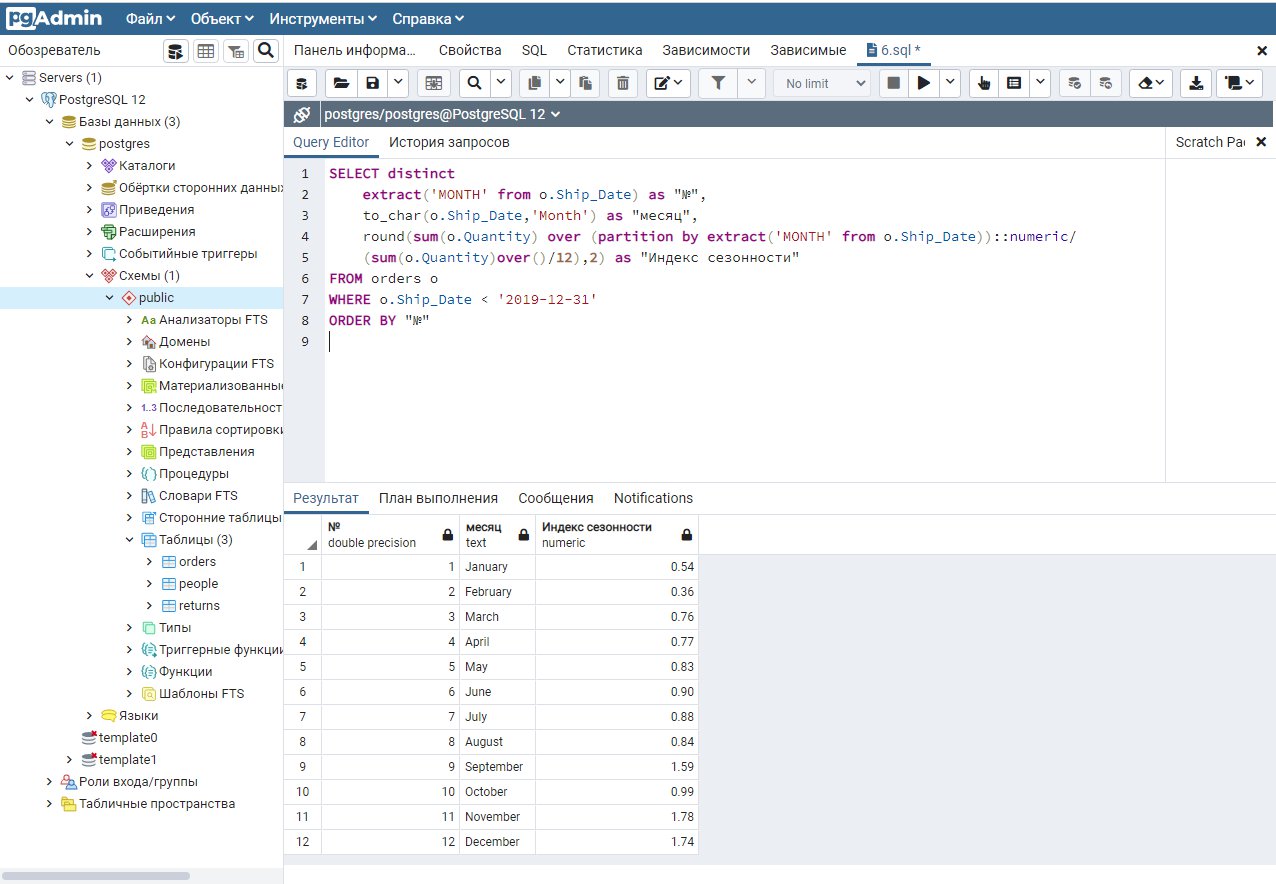 pgAdmin Файл Объект Инструменты Справка
Обозреватель
Панель информа... Свойства SQL Статистика Зависимости Зависимые 6.sql *
Servers (1)
PostgreSQL 12
Базы данных (3)
postgres
Каталоги
Обёртки сторонних данны
Приведения
Расширения
Событийные триггеры
Схемы (1)
public
Анализаторы FTS
Домены
Конфигурации FTS
Материализованные
1..3 Последовательност
Правила сортировки
Представления
Процедуры
Словари FTS
Сторонние таблицы
Таблицы (3)
orders
people
returns
Типы
Триггерные функции
Функции
Шаблоны FTS
Языки
template0
template1
Роли входа/группы
Табличные пространства
No limit
postgres/postgres@PostgreSQL 12
Query Editor История запросов
Scratch Pa
1 SELECT distinct
2 extract('MONTH' from o.Ship_Date) as "№",
3 to_char(o.Ship_Date,'Month') as "месяц",
4 round(sum(o.Quantity) over (partition by extract('MONTH' from o.Ship_Date))::numeric/
5 (sum(o.Quantity)over()/12),2) as "Индекс сезонности"
6 FROM orders o
7 WHERE o.Ship_Date < '2019-12-31'
8 ORDER BY "№"
9
Результат План выполнения Сообщения Notifications
№ месяц Индекс сезонности
double precision text numeric
1 1 January 0.54
2 2 February 0.36
3 3 March 0.76
4 4 April 0.77
5 5 May 0.83
6 6 June 0.90
7 7 July 0.88
8 8 August 0.84
9 9 September 1.59
10 10 October 0.99
11 11 November 1.78
12 12 December 1.74